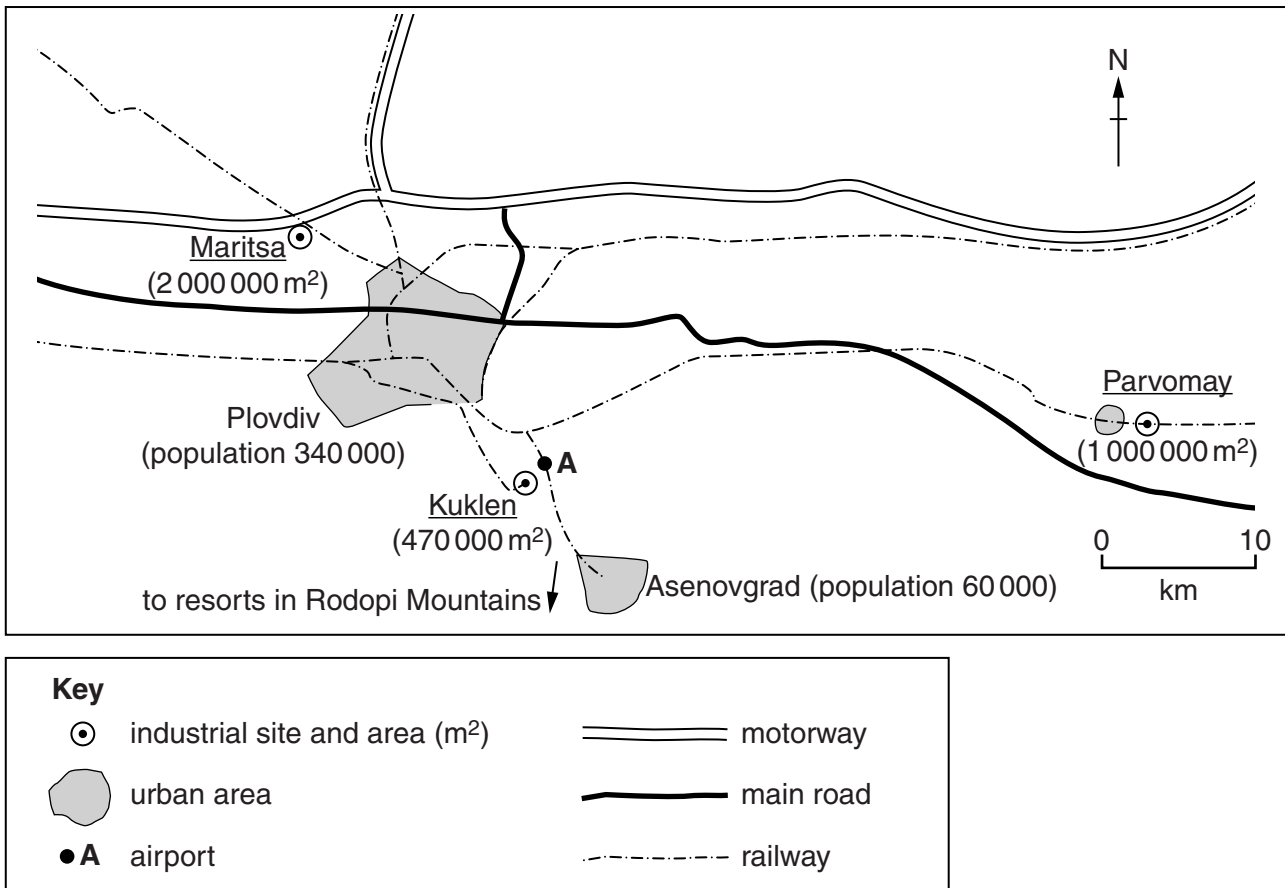 N
Maritsa
(2 000 000 m²)
Parvomay
(1 000 000 m²)
Plovdiv
(population 340 000)
A
Kuklen
(470 000 m²)
0 10
km
to resorts in Rodopi Mountains
Asenovgrad (population 60 000)
Key
industrial site and area (m²)
motorway
urban area
main road
A airport
railway